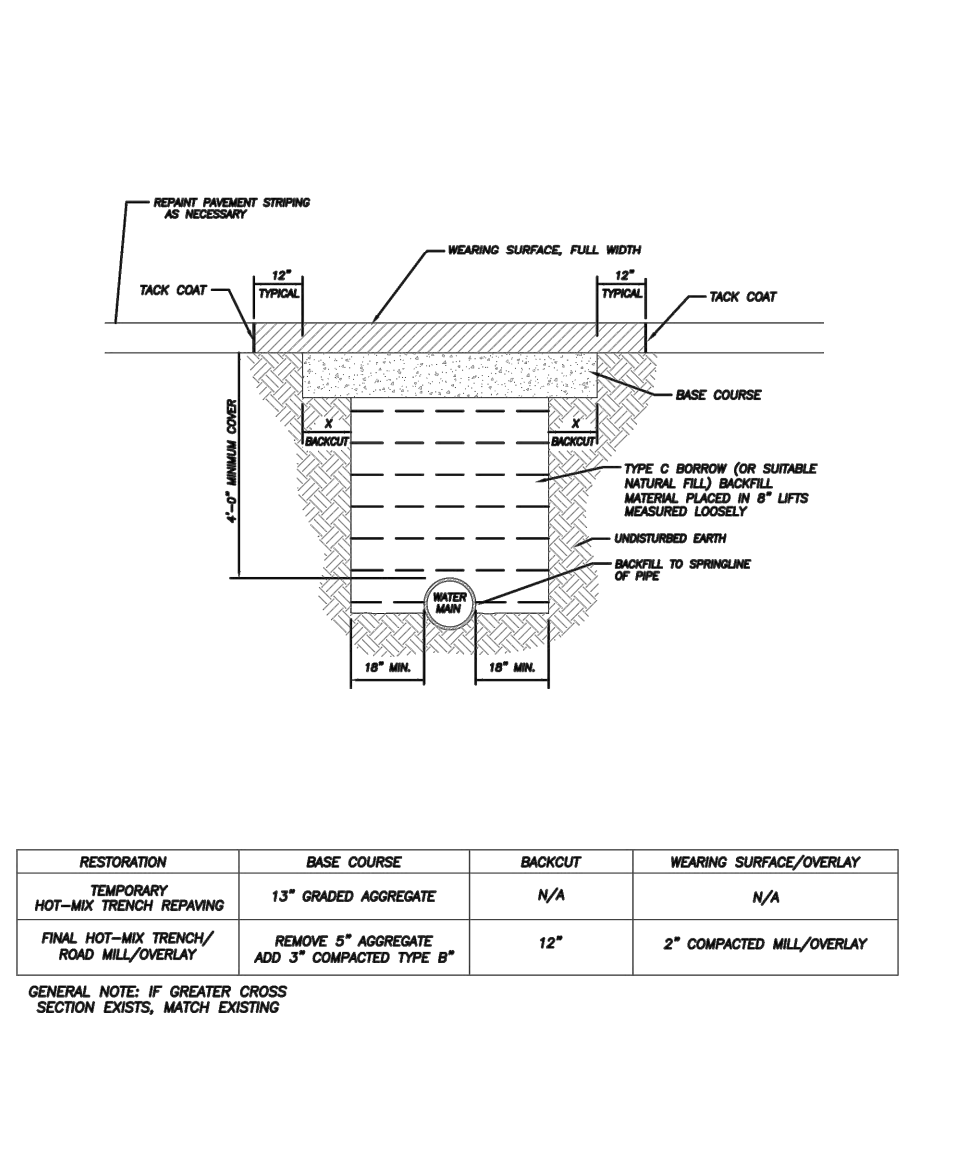 REPAINT PAVEMENT STRIPING
AS NECESSARY
WEARING SURFACE, FULL WIDTH
12"
TYPICAL
12"
TYPICAL
TACK COAT
TACK COAT
BASE COURSE
X
BACKCUT
X
BACKCUT
4'-0" MINIMUM COVER
TYPE C BORROW (OR SUITABLE
NATURAL FILL) BACKFILL
MATERIAL PLACED IN 8" LIFTS
MEASURED LOOSELY
UNDISTURBED EARTH
BACKFILL TO SPRINGLINE
OF PIPE
WATER
MAIN
18" MIN.
18" MIN.
RESTORATION
BASE COURSE
BACKCUT
WEARING SURFACE/OVERLAY
TEMPORARY
HOT-MIX TRENCH REPAVING
13" GRADED AGGREGATE
N/A
N/A
FINAL HOT-MIX TRENCH/
ROAD MILL/OVERLAY
REMOVE 5" AGGREGATE
ADD 3" COMPACTED TYPE B"
12"
2" COMPACTED MILL/OVERLAY
GENERAL NOTE: IF GREATER CROSS
SECTION EXISTS, MATCH EXISTING